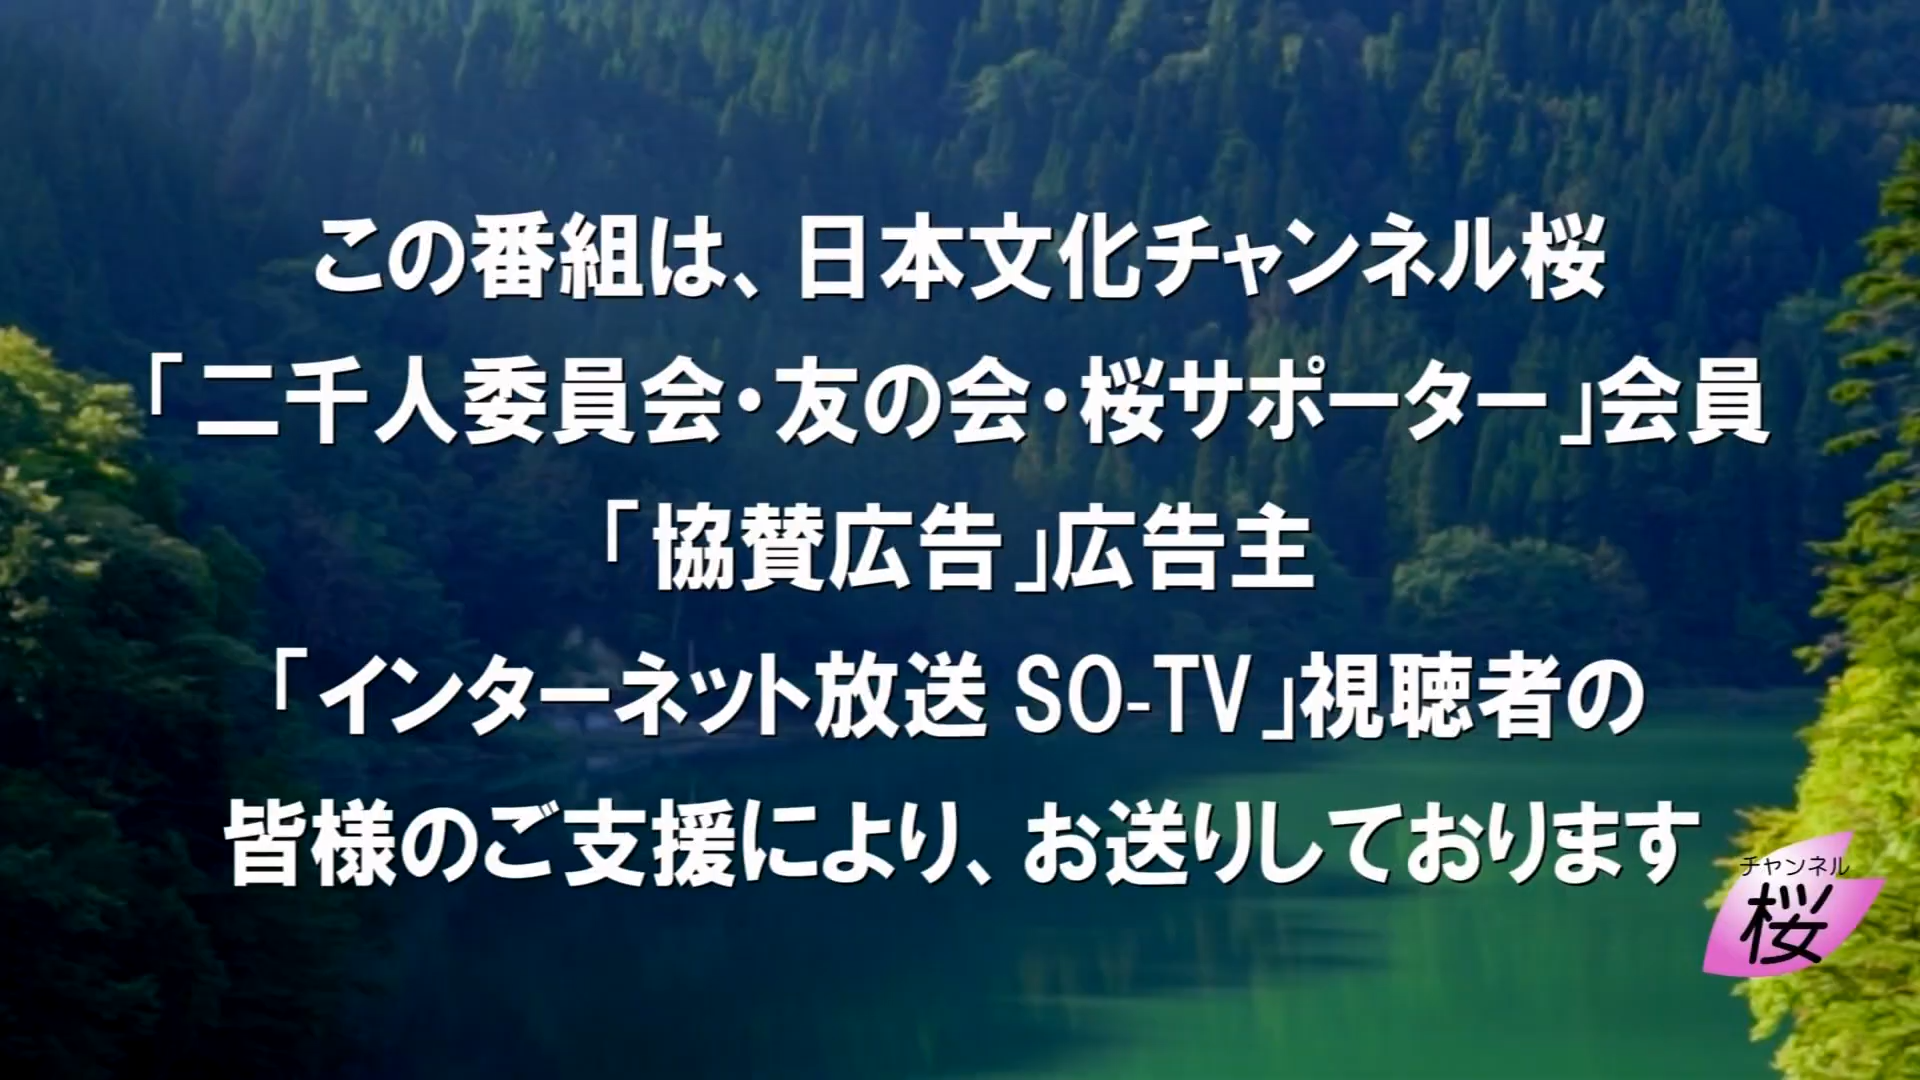 この番組は、日本文化チャンネル桜
「二千人委員会・友の会・桜サポーター」会員
「協賛広告」広告主
「インターネット放送 SO-TV」視聴者の
皆様のご支援により、お送りしております
チャンネル
桜